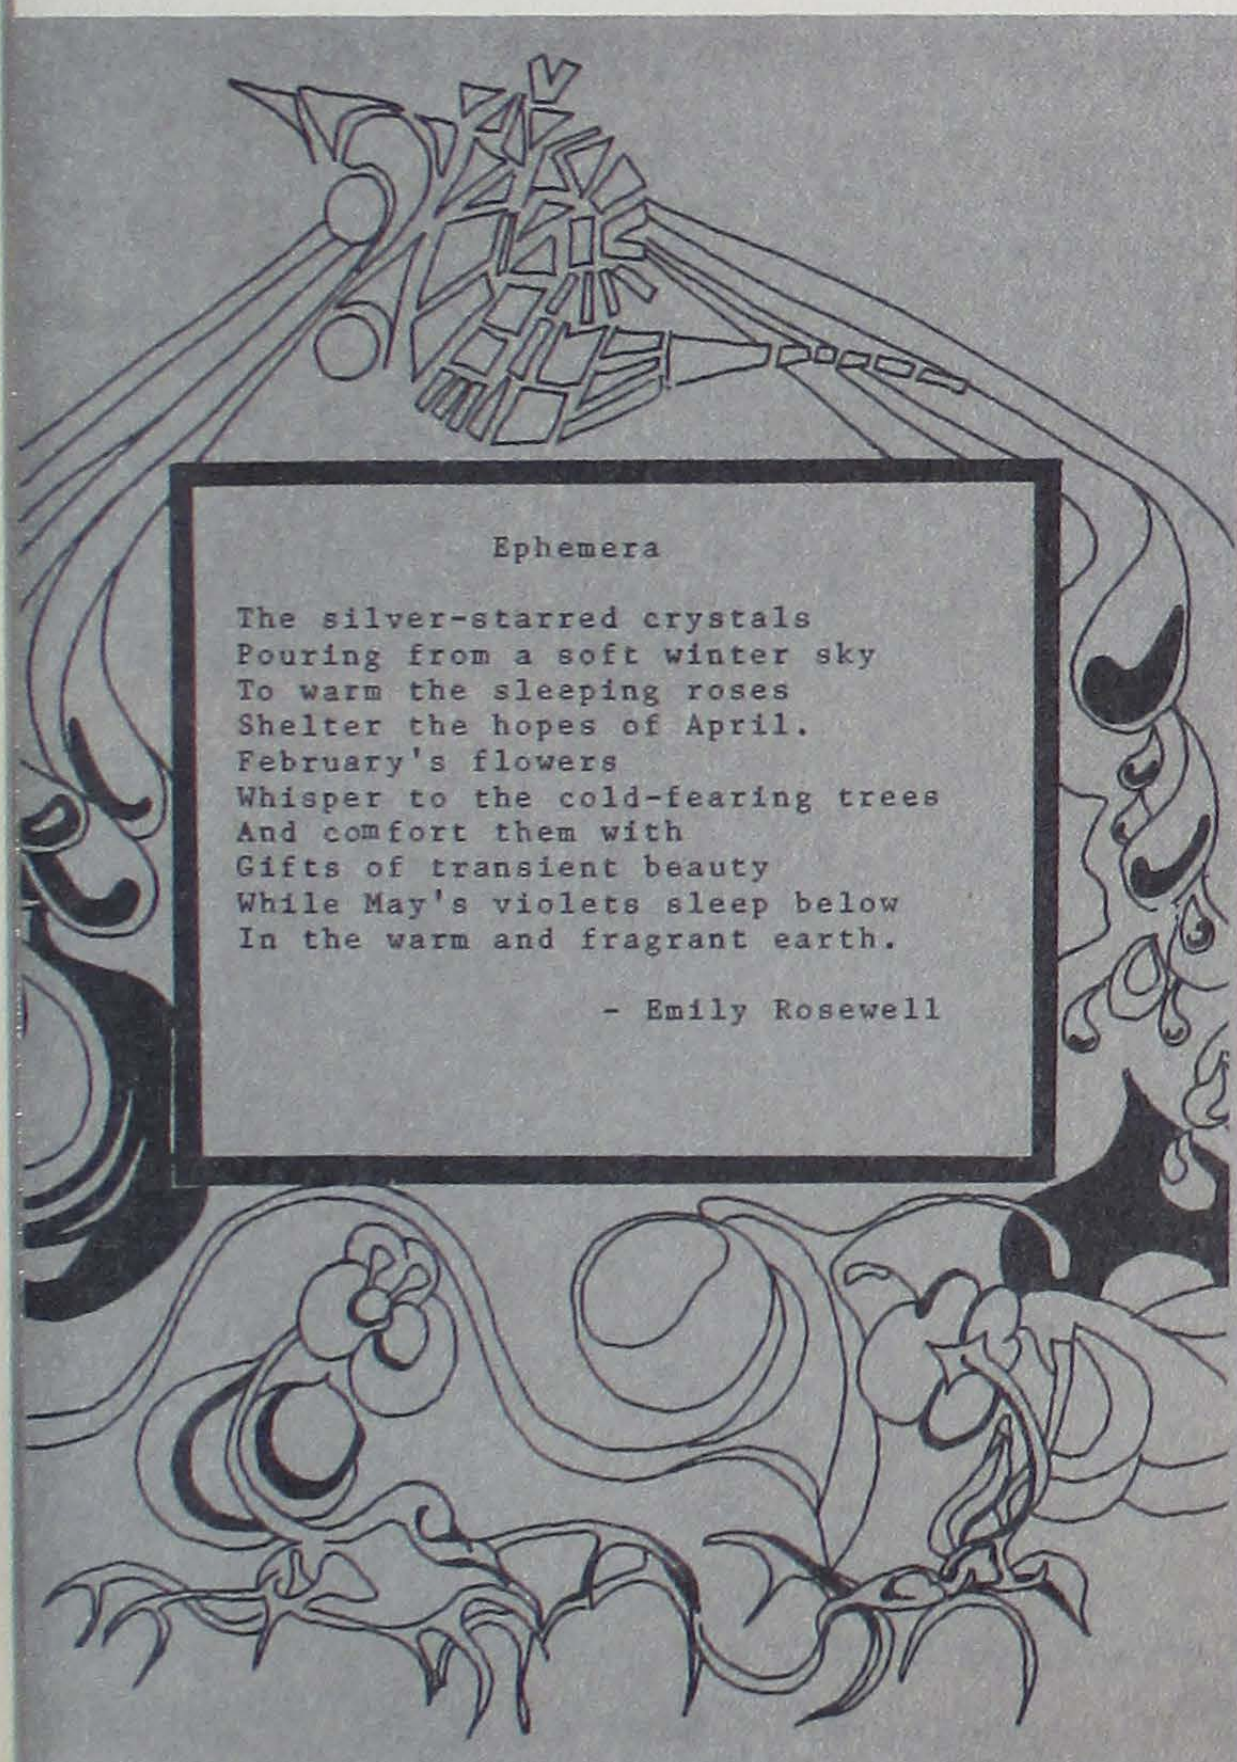 Ephemera
The silver-starred crystals
Pouring from a soft winter sky
To warm the sleeping roses
Shelter the hopes of April.
February's flowers
Whisper to the cold-fearing trees
And comfort them with
Gifts of transient beauty
While May's violets sleep below
In the warm and fragrant earth.
- Emily Rosewell